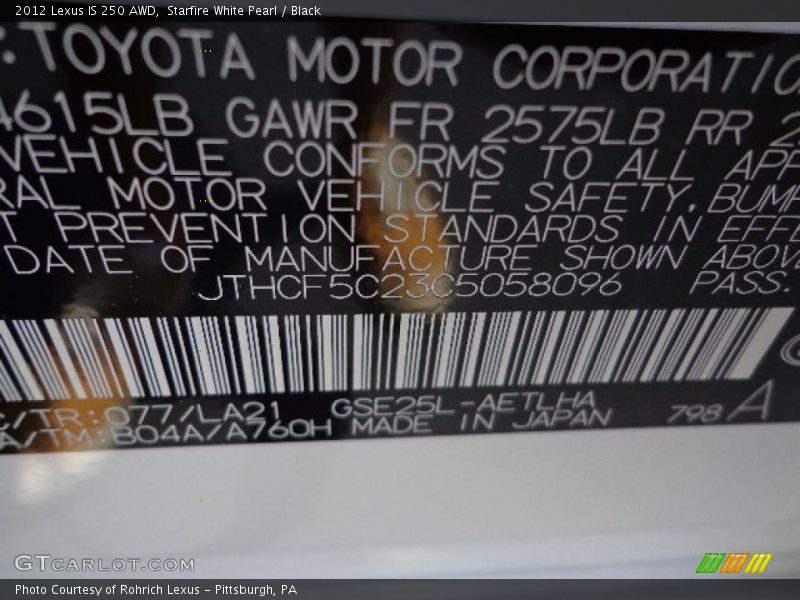 2012 Lexus IS 250 AWD, Starfire White Pearl / Black
:TOYOTA MOTOR CORPORATIO
4615LB GAWR FR 2575LB RR 2
VEHICLE CONFORMS TO ALL APP
RAL MOTOR VEHICLE SAFETY, BUMP
T PREVENTION STANDARDS IN EFFE
DATE OF MANUFACTURE SHOWN ABOV
JTHCF5C23C5058096 PASS.
C/TR:077/LA21 GSE25L-AETLHA
A/TM:B04A/A760H MADE IN JAPAN 798 A
GTCARLOT.COM
Photo Courtesy of Rohrich Lexus - Pittsburgh, PA